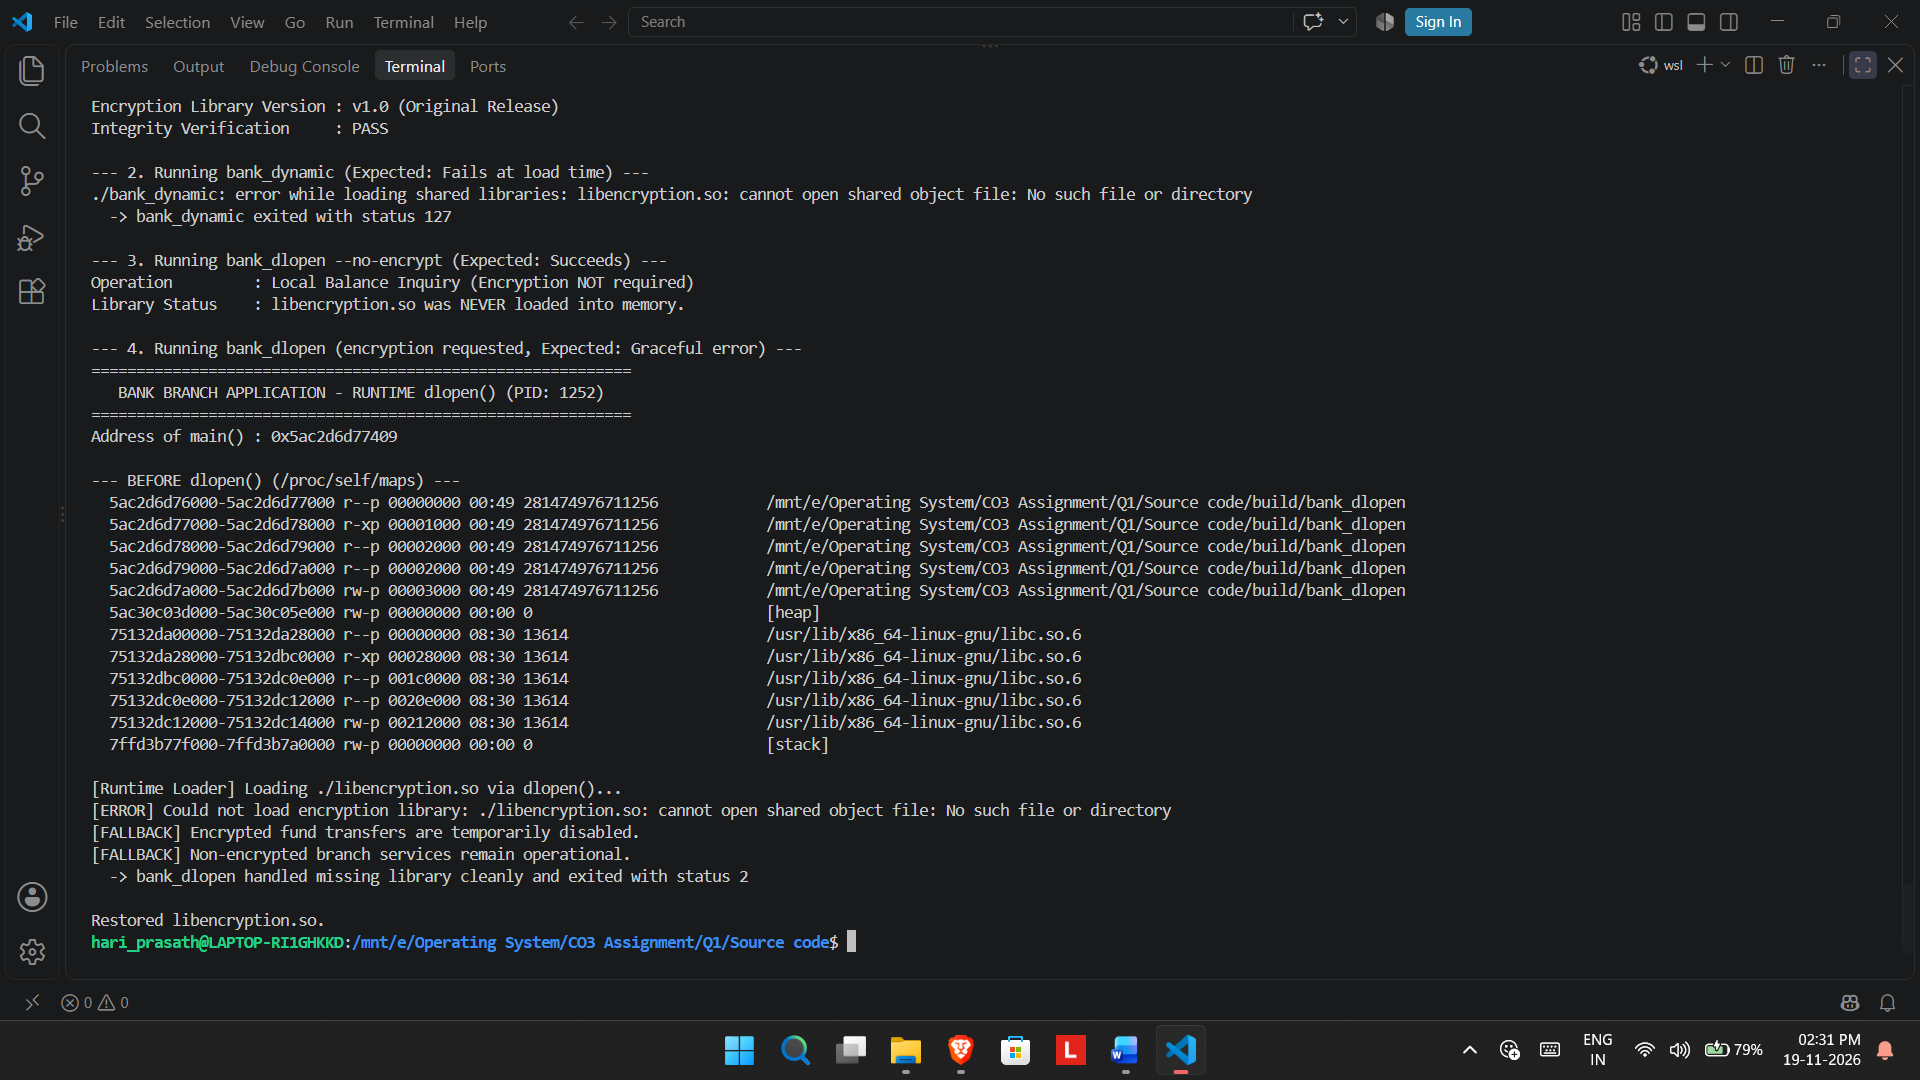 File Edit Selection View Go Run Terminal Help Search Sign In
Problems Output Debug Console Terminal Ports wsl
Encryption Library Version : v1.0 (Original Release)
Integrity Verification     : PASS
--- 2. Running bank_dynamic (Expected: Fails at load time) ---
./bank_dynamic: error while loading shared libraries: libencryption.so: cannot open shared object file: No such file or directory
  -> bank_dynamic exited with status 127
--- 3. Running bank_dlopen --no-encrypt (Expected: Succeeds) ---
Operation         : Local Balance Inquiry (Encryption NOT required)
Library Status    : libencryption.so was NEVER loaded into memory.
--- 4. Running bank_dlopen (encryption requested, Expected: Graceful error) ---
============================================================
   BANK BRANCH APPLICATION - RUNTIME dlopen() (PID: 1252)
============================================================
Address of main() : 0x5ac2d6d77409
--- BEFORE dlopen() (/proc/self/maps) ---
  5ac2d6d76000-5ac2d6d77000 r--p 00000000 00:49 281474976711256            /mnt/e/Operating System/CO3 Assignment/Q1/Source code/build/bank_dlopen
  5ac2d6d77000-5ac2d6d78000 r-xp 00001000 00:49 281474976711256            /mnt/e/Operating System/CO3 Assignment/Q1/Source code/build/bank_dlopen
  5ac2d6d78000-5ac2d6d79000 r--p 00002000 00:49 281474976711256            /mnt/e/Operating System/CO3 Assignment/Q1/Source code/build/bank_dlopen
  5ac2d6d79000-5ac2d6d7a000 r--p 00002000 00:49 281474976711256            /mnt/e/Operating System/CO3 Assignment/Q1/Source code/build/bank_dlopen
  5ac2d6d7a000-5ac2d6d7b000 rw-p 00003000 00:49 281474976711256            /mnt/e/Operating System/CO3 Assignment/Q1/Source code/build/bank_dlopen
  5ac30c03d000-5ac30c05e000 rw-p 00000000 00:00 0                          [heap]
  75132da00000-75132da28000 r--p 00000000 08:30 13614                      /usr/lib/x86_64-linux-gnu/libc.so.6
  75132da28000-75132dbc0000 r-xp 00028000 08:30 13614                      /usr/lib/x86_64-linux-gnu/libc.so.6
  75132dbc0000-75132dc0e000 r--p 001c0000 08:30 13614                      /usr/lib/x86_64-linux-gnu/libc.so.6
  75132dc0e000-75132dc12000 r--p 0020e000 08:30 13614                      /usr/lib/x86_64-linux-gnu/libc.so.6
  75132dc12000-75132dc14000 rw-p 00212000 08:30 13614                      /usr/lib/x86_64-linux-gnu/libc.so.6
  7ffd3b77f000-7ffd3b7a0000 rw-p 00000000 00:00 0                          [stack]
[Runtime Loader] Loading ./libencryption.so via dlopen()...
[ERROR] Could not load encryption library: ./libencryption.so: cannot open shared object file: No such file or directory
[FALLBACK] Encrypted fund transfers are temporarily disabled.
[FALLBACK] Non-encrypted branch services remain operational.
  -> bank_dlopen handled missing library cleanly and exited with status 2
Restored libencryption.so.
hari_prasath@LAPTOP-RI1GHKKD:/mnt/e/Operating System/CO3 Assignment/Q1/Source code$
0 0
L W ENG 79% 02:31 PM
IN 19-11-2026